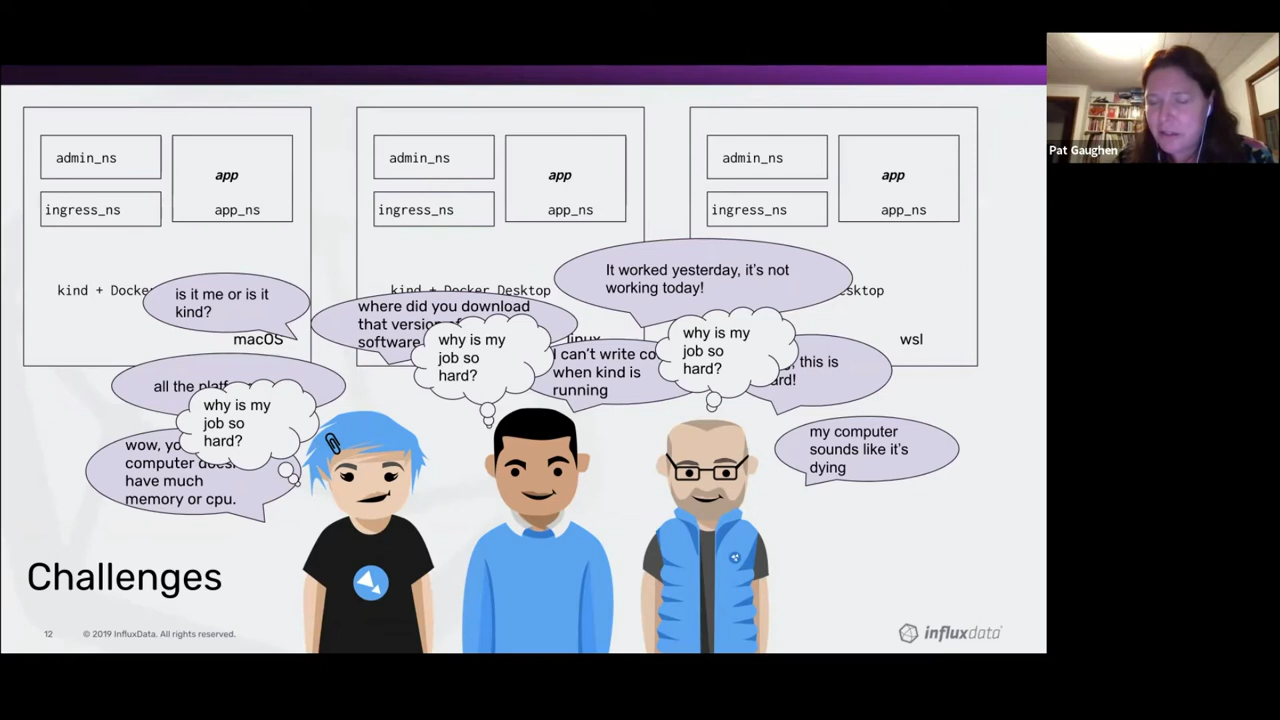 admin_ns
app
ingress_ns
app_ns
kind + Docke
macOS
admin_ns
app
ingress_ns
app_ns
kind + Docker Desktop
linux
admin_ns
app
ingress_ns
app_ns
esktop
wsl
is it me or is it
kind?
where did you download
that version
software
It worked yesterday, it's not
working today!
why is my
job so
hard?
I can't write co
when kind is
running
why is my
job so
hard?
, this is
ard!
all the platf
why is my
job so
hard?
wow, yo
computer does
have much
memory or cpu.
my computer
sounds like it's
dying
Challenges
12
© 2019 InfluxData. All rights reserved.
influxdata
Pat Gaughen